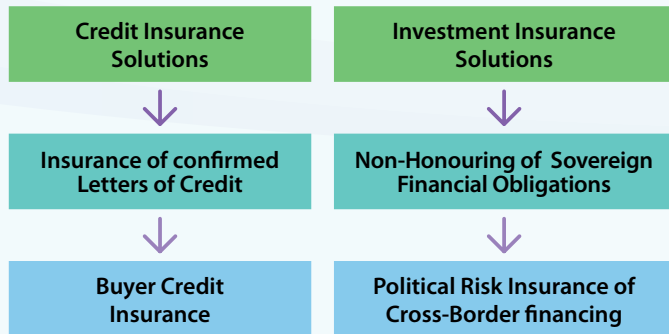 Credit Insurance
Solutions
Insurance of confirmed
Letters of Credit
Buyer Credit
Insurance
Investment Insurance
Solutions
Non-Honouring of Sovereign
Financial Obligations
Political Risk Insurance of
Cross-Border financing